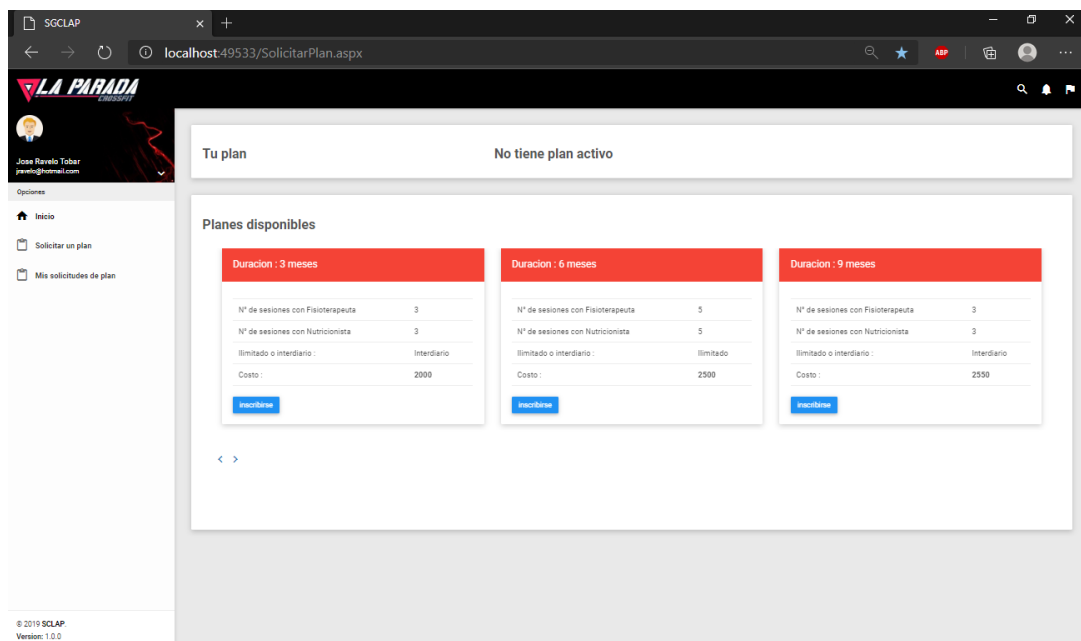 SGCLAP
localhost:49533/SolicitarPlan.aspx
ABP
LA PARADA
CROSSFIT
Jose Ravelo Tobar
jravelo@hotmail.com
Opciones
Inicio
Solicitar un plan
Mis solicitudes de plan
Tu plan No tiene plan activo
Planes disponibles
Duracion : 3 meses
N° de sesiones con Fisioterapeuta 3
N° de sesiones con Nutricionista 3
Ilimitado o interdiario : Interdiario
Costo : 2000
inscribirse
Duracion : 6 meses
N° de sesiones con Fisioterapeuta 5
N° de sesiones con Nutricionista 5
Ilimitado o interdiario : Ilimitado
Costo : 2500
inscribirse
Duracion : 9 meses
N° de sesiones con Fisioterapeuta 3
N° de sesiones con Nutricionista 3
Ilimitado o interdiario : Interdiario
Costo : 2550
inscribirse
< >
© 2019 SCLAP.
Version: 1.0.0